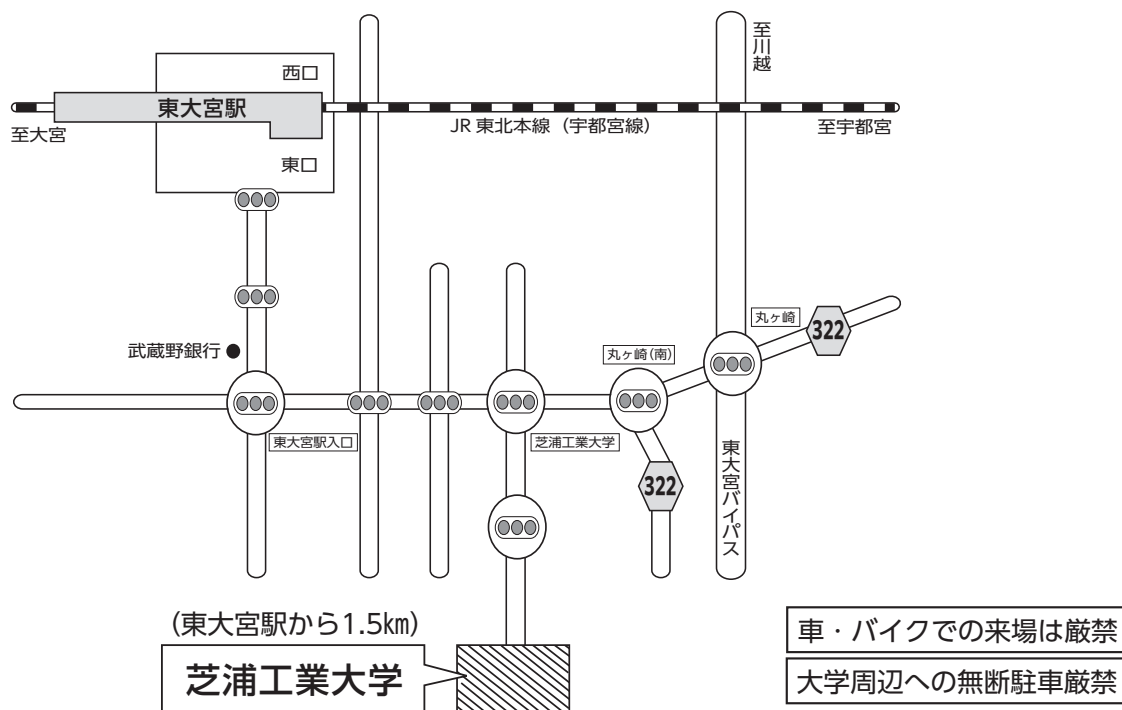 至川越
西口
東大宮駅
至大宮
JR 東北本線（宇都宮線）
至宇都宮
東口
丸ヶ崎
322
武蔵野銀行
丸ヶ崎(南)
東大宮駅入口
芝浦工業大学
322
東大宮バイパス
（東大宮駅から1.5㎞）
芝浦工業大学
車・バイクでの来場は厳禁
大学周辺への無断駐車厳禁